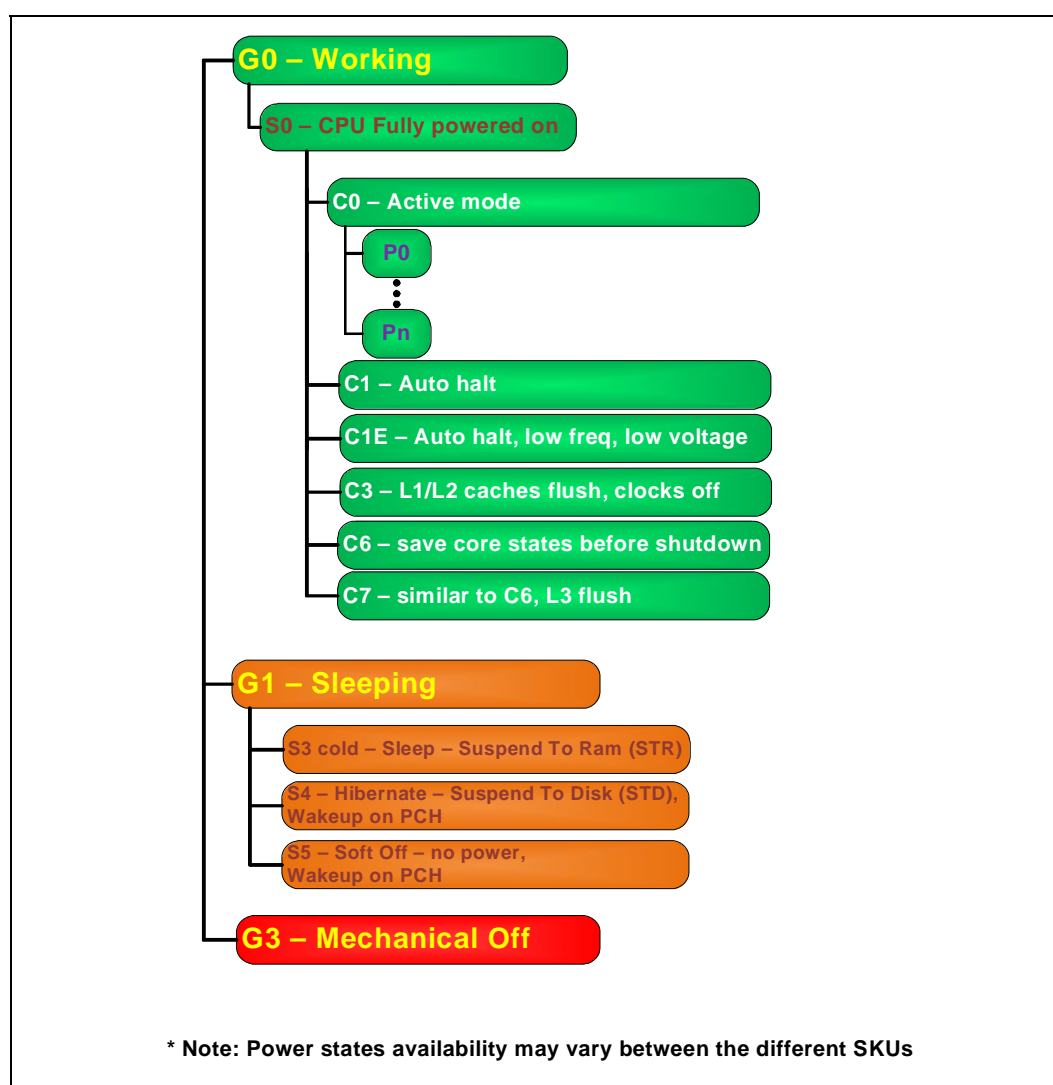 G0 – Working
S0 – CPU Fully powered on
C0 – Active mode
P0
Pn
C1 – Auto halt
C1E – Auto halt, low freq, low voltage
C3 – L1/L2 caches flush, clocks off
C6 – save core states before shutdown
C7 – similar to C6, L3 flush
G1 – Sleeping
S3 cold – Sleep – Suspend To Ram (STR)
S4 – Hibernate – Suspend To Disk (STD),
Wakeup on PCH
S5 – Soft Off – no power,
Wakeup on PCH
G3 – Mechanical Off
* Note: Power states availability may vary between the different SKUs